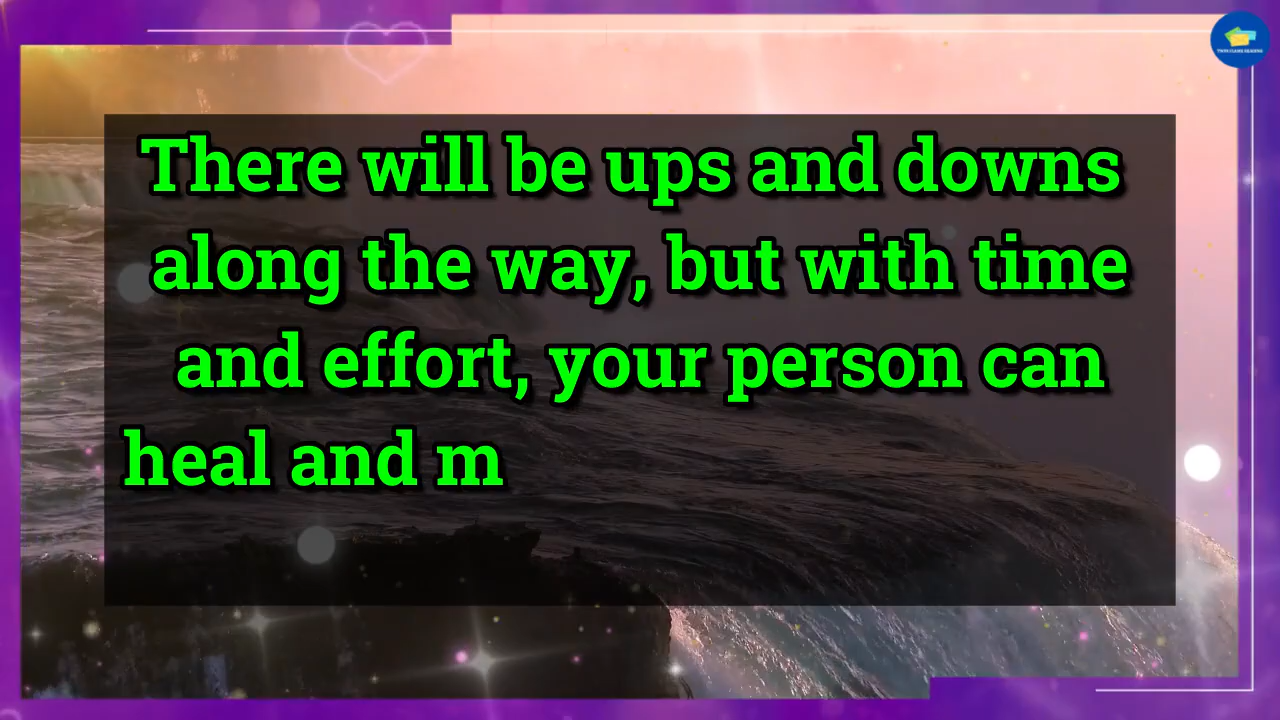 There will be ups and downs
along the way, but with time
and effort, your person can
heal and m